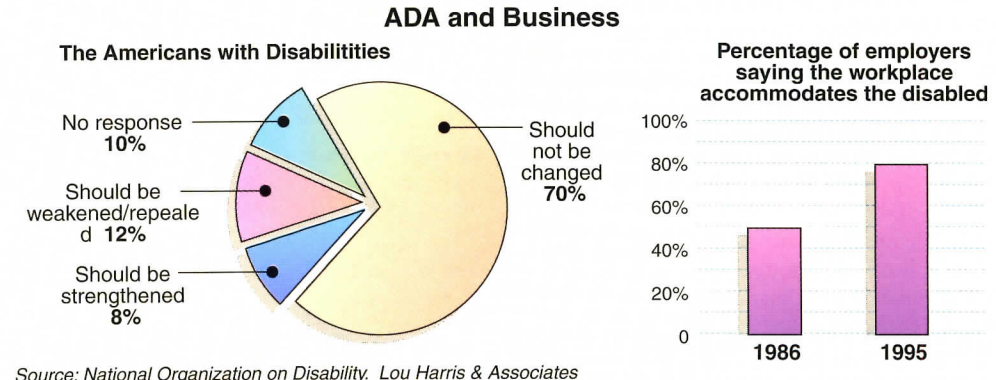 ADA and Business
The Americans with Disabilitities
No response
10%
Should be
weakened/repeale
d 12%
Should be
strengthened
8%
Should
not be
changed
70%
Percentage of employers
saying the workplace
accommodates the disabled
100%
80%
60%
40%
20%
0
1986
1995
Source: National Organization on Disability. Lou Harris & Associates